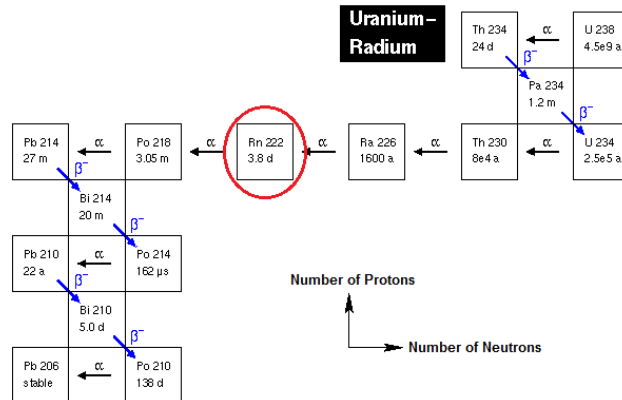 Uranium–
Radium
Th 234
24 d
α
U 238
4.5e9 a
β⁻
Pa 234
1.2 m
β⁻
Pb 214
27 m
α
Po 218
3.05 m
α
Rn 222
3.8 d
α
Ra 226
1600 a
α
Th 230
8e4 a
α
U 234
2.5e5 a
β⁻
Bi 214
20 m
β⁻
Pb 210
22 a
α
Po 214
162 µs
β⁻
Bi 210
5.0 d
β⁻
Pb 206
stable
α
Po 210
138 d
Number of Protons
Number of Neutrons